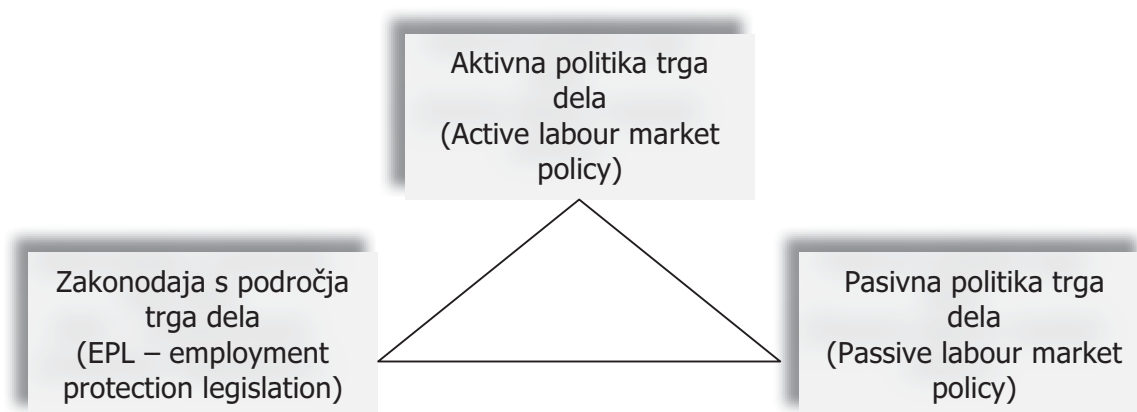 Aktivna politika trga
dela
(Active labour market
policy)
Zakonodaja s področja
trga dela
(EPL – employment
protection legislation)
Pasivna politika trga
dela
(Passive labour market
policy)